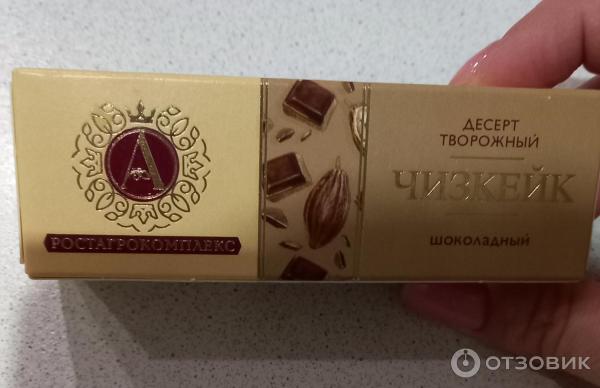 А
РОСТАГРОКОМПЛЕКС
ДЕСЕРТ
ТВОРОЖНЫЙ
ЧИЗКЕЙК
шоколадный
ОТЗОВИК